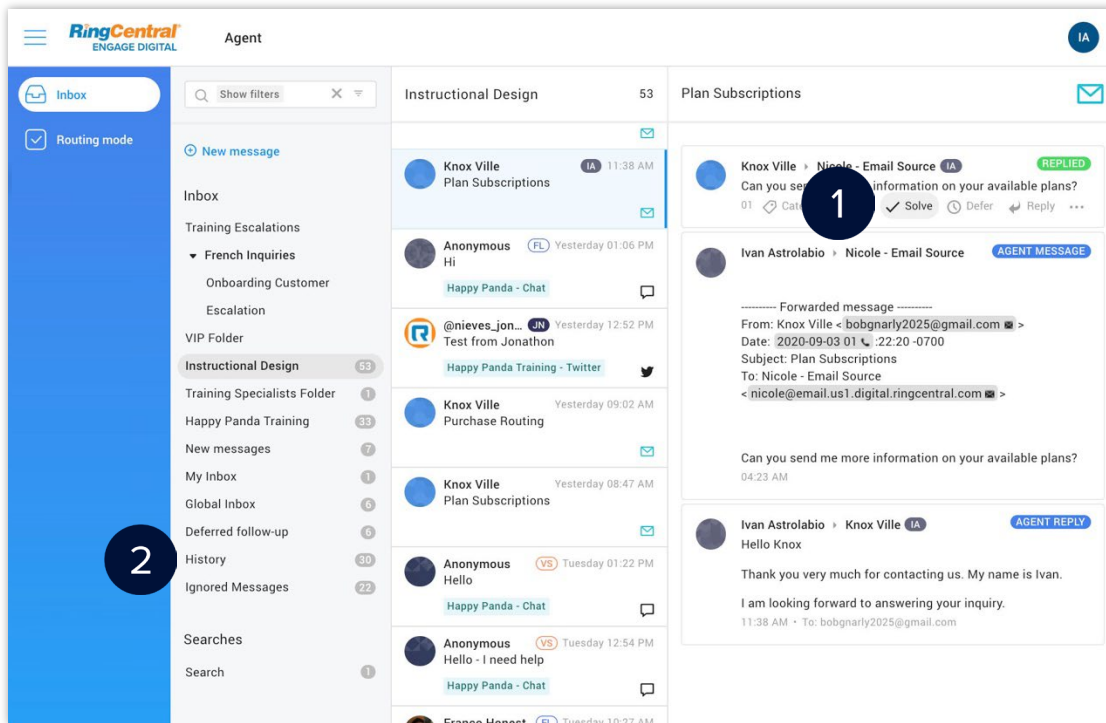 RingCentral®
ENGAGE DIGITAL
Agent
IA
Inbox
Routing mode
Show filters
New message
Inbox
Training Escalations
French Inquiries
Onboarding Customer
Escalation
VIP Folder
Instructional Design 53
Training Specialists Folder 1
Happy Panda Training 33
New messages 7
My Inbox 1
Global Inbox 6
Deferred follow-up 6
2
History 30
Ignored Messages 22
Searches
Search 1
Instructional Design 53
Knox Ville IA 11:38 AM
Plan Subscriptions
Anonymous FL Yesterday 01:06 PM
Hi
Happy Panda - Chat
@nieves_jon... JN Yesterday 12:52 PM
Test from Jonathon
Happy Panda Training - Twitter
Knox Ville Yesterday 09:02 AM
Purchase Routing
Knox Ville Yesterday 08:47 AM
Plan Subscriptions
Anonymous VS Tuesday 01:22 PM
Hello
Happy Panda - Chat
Anonymous VS Tuesday 12:54 PM
Hello - I need help
Happy Panda - Chat
Franco Honest FL Tuesday 10:27 AM
Plan Subscriptions
Knox Ville Nicole - Email Source IA REPLIED
Can you information on your available plans?
1
01 Solve Defer Reply ...
Ivan Astrolabio Nicole - Email Source AGENT MESSAGE
---------- Forwarded message ----------
From: Knox Ville < bobgnarly2025@gmail.com >
Date: 2020-09-03 01 :22:20 -0700
Subject: Plan Subscriptions
To: Nicole - Email Source
< nicole@email.us1.digital.ringcentral.com >
Can you send me more information on your available plans?
04:23 AM
Ivan Astrolabio Knox Ville IA AGENT REPLY
Hello Knox
Thank you very much for contacting us. My name is Ivan.
I am looking forward to answering your inquiry.
11:38 AM • To: bobgnarly2025@gmail.com